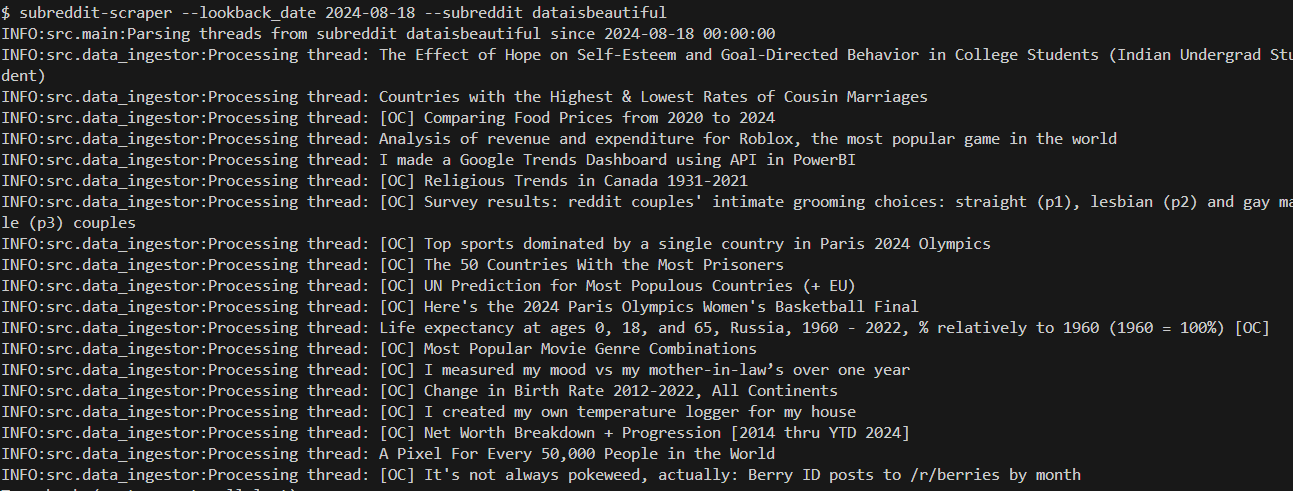 $ subreddit-scraper --lookback_date 2024-08-18 --subreddit dataisbeautiful
INFO:src.main:Parsing threads from subreddit dataisbeautiful since 2024-08-18 00:00:00
INFO:src.data_ingestor:Processing thread: The Effect of Hope on Self-Esteem and Goal-Directed Behavior in College Students (Indian Undergrad Stu
dent)
INFO:src.data_ingestor:Processing thread: Countries with the Highest & Lowest Rates of Cousin Marriages
INFO:src.data_ingestor:Processing thread: [OC] Comparing Food Prices from 2020 to 2024
INFO:src.data_ingestor:Processing thread: Analysis of revenue and expenditure for Roblox, the most popular game in the world
INFO:src.data_ingestor:Processing thread: I made a Google Trends Dashboard using API in PowerBI
INFO:src.data_ingestor:Processing thread: [OC] Religious Trends in Canada 1931-2021
INFO:src.data_ingestor:Processing thread: [OC] Survey results: reddit couples' intimate grooming choices: straight (p1), lesbian (p2) and gay ma
le (p3) couples
INFO:src.data_ingestor:Processing thread: [OC] Top sports dominated by a single country in Paris 2024 Olympics
INFO:src.data_ingestor:Processing thread: [OC] The 50 Countries With the Most Prisoners
INFO:src.data_ingestor:Processing thread: [OC] UN Prediction for Most Populous Countries (+ EU)
INFO:src.data_ingestor:Processing thread: [OC] Here's the 2024 Paris Olympics Women's Basketball Final
INFO:src.data_ingestor:Processing thread: Life expectancy at ages 0, 18, and 65, Russia, 1960 - 2022, % relatively to 1960 (1960 = 100%) [OC]
INFO:src.data_ingestor:Processing thread: [OC] Most Popular Movie Genre Combinations
INFO:src.data_ingestor:Processing thread: [OC] I measured my mood vs my mother-in-law’s over one year
INFO:src.data_ingestor:Processing thread: [OC] Change in Birth Rate 2012-2022, All Continents
INFO:src.data_ingestor:Processing thread: [OC] I created my own temperature logger for my house
INFO:src.data_ingestor:Processing thread: [OC] Net Worth Breakdown + Progression [2014 thru YTD 2024]
INFO:src.data_ingestor:Processing thread: A Pixel For Every 50,000 People in the World
INFO:src.data_ingestor:Processing thread: [OC] It's not always pokeweed, actually: Berry ID posts to /r/berries by month